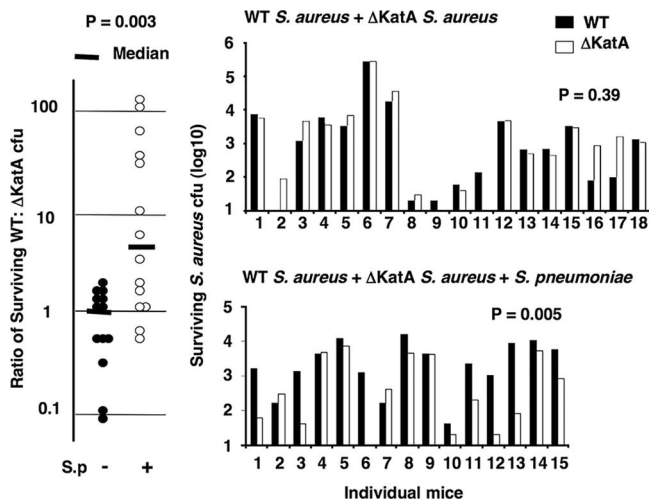 P = 0.003
Median
Ratio of Surviving WT: ΔKatA cfu
100
10
1
0.1
S.p - +
WT S. aureus + ΔKatA S. aureus
WT
ΔKatA
P = 0.39
Surviving S. aureus cfu (log10)
6
5
4
3
2
1
1 2 3 4 5 6 7 8 9 10 11 12 13 14 15 16 17 18
WT S. aureus + ΔKatA S. aureus + S. pneumoniae
P = 0.005
5
4
3
2
1
1 2 3 4 5 6 7 8 9 10 11 12 13 14 15
Individual mice